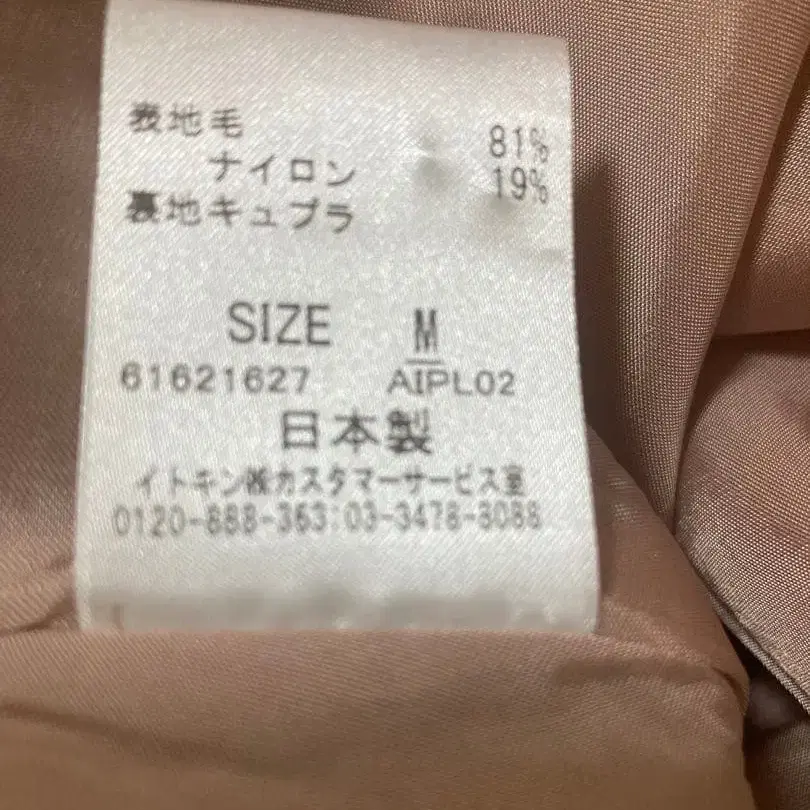 表地毛 81%
ナイロン 19%
裏地キュプラ
SIZE M
61621627 AIPL02
日本製
イトキン㈱カスタマーサービス室
0120-888-363:03-3478-8088